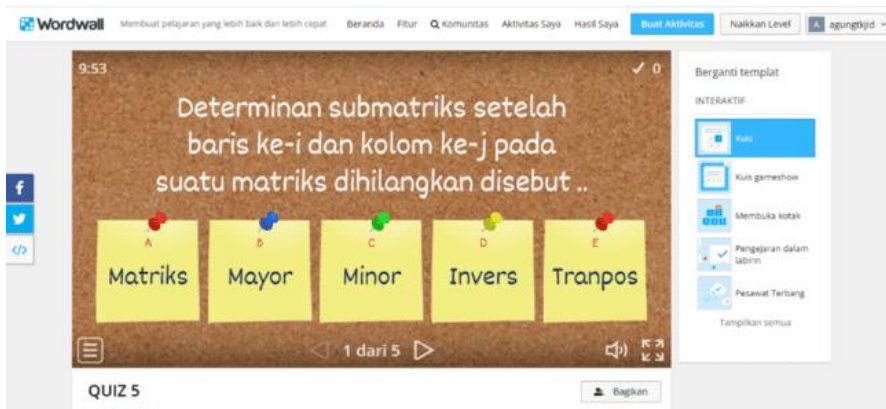 Wordwall Membuat pelajaran yang lebih baik dan lebih cepat Beranda Fitur Komunitas Aktivitas Saya Hasil Saya Buat Aktivitas Naikkan Level agungtkjid
9:53 ✓ 0
Determinan submatriks setelah
baris ke-i dan kolom ke-j pada
suatu matriks dihilangkan disebut ..
A B C D E
Matriks Mayor Minor Invers Tranpos
1 dari 5
QUIZ 5 Bagikan
Berganti templat
INTERAKTIF
Kuis
Kuis gameshow
Membuka kotak
Pengejaran dalam
labirin
Pesawat Terbang
Tampilkan semua